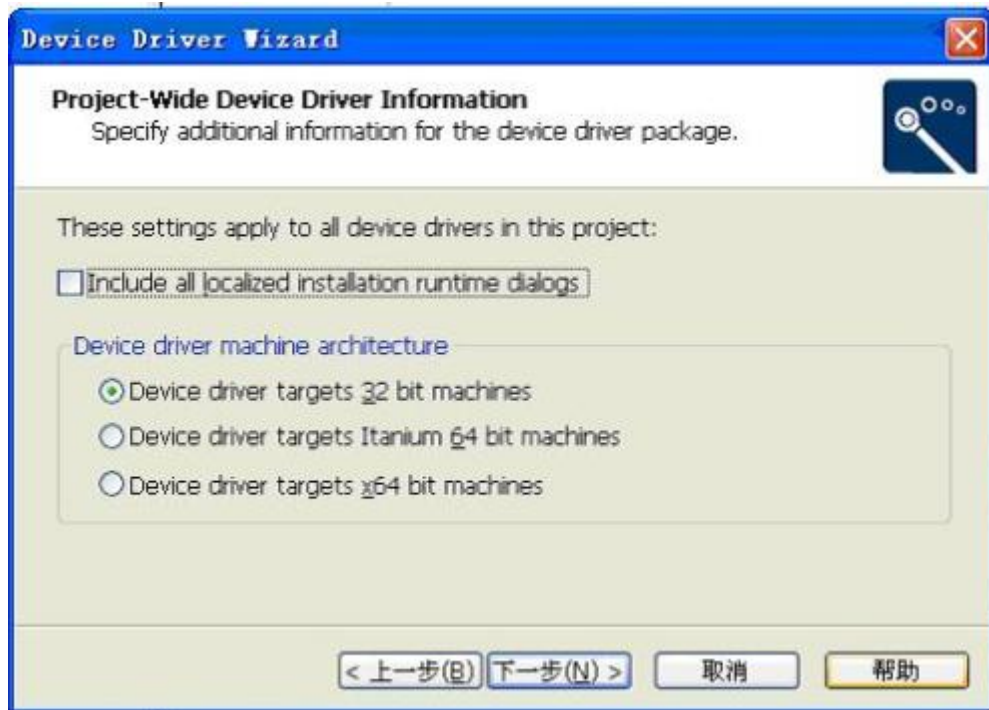 Device Driver Wizard
Project-Wide Device Driver Information
Specify additional information for the device driver package.
These settings apply to all device drivers in this project:
Include all localized installation runtime dialogs
Device driver machine architecture
Device driver targets 32 bit machines
Device driver targets Itanium 64 bit machines
Device driver targets x64 bit machines
< 上一步(B) 下一步(N) > 取消 帮助